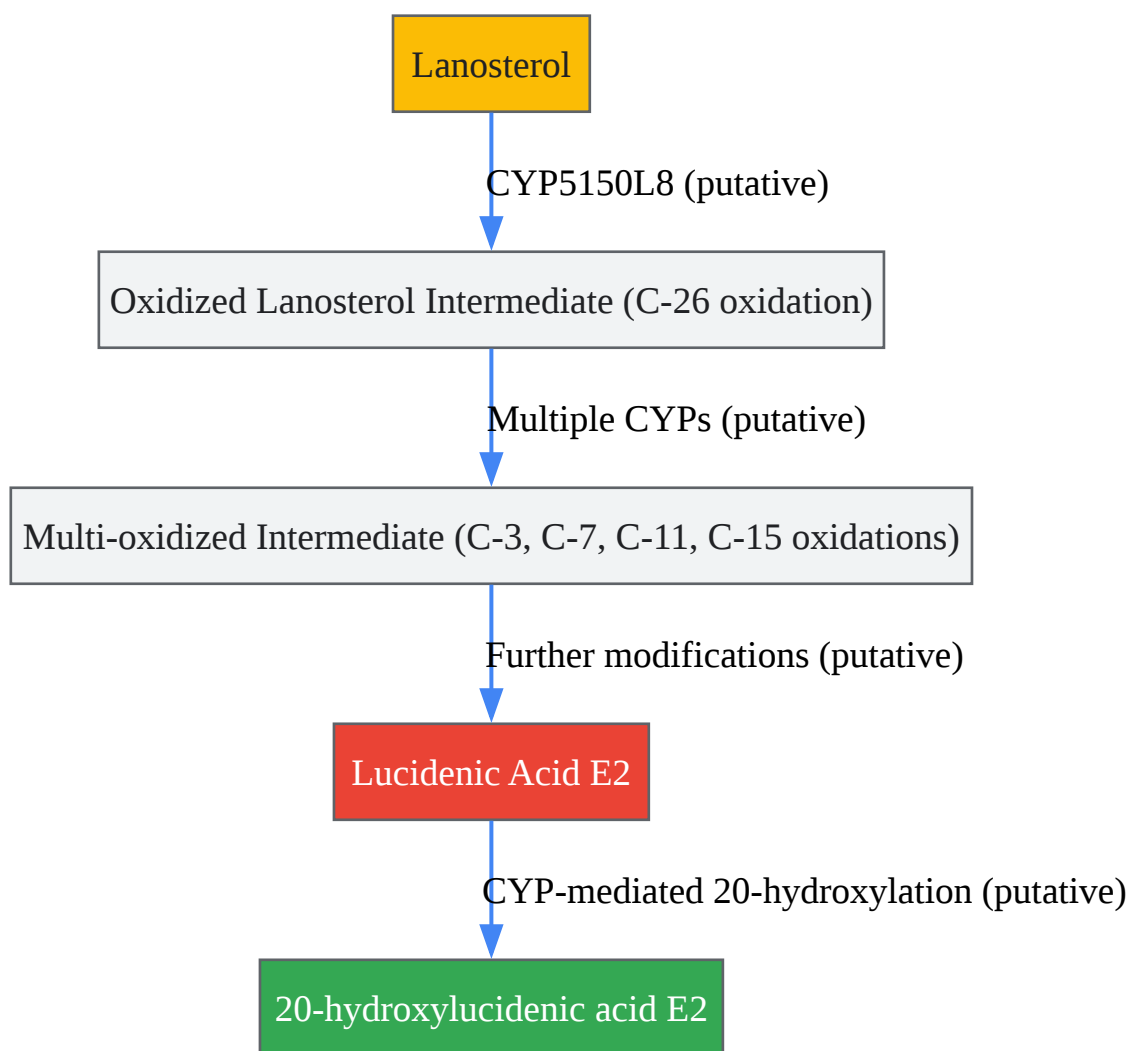 Lanosterol
CYP5150L8 (putative)
Oxidized Lanosterol Intermediate (C-26 oxidation)
Multiple CYPs (putative)
Multi-oxidized Intermediate (C-3, C-7, C-11, C-15 oxidations)
Further modifications (putative)
Lucidenic Acid E2
CYP-mediated 20-hydroxylation (putative)
20-hydroxylucidenic acid E2